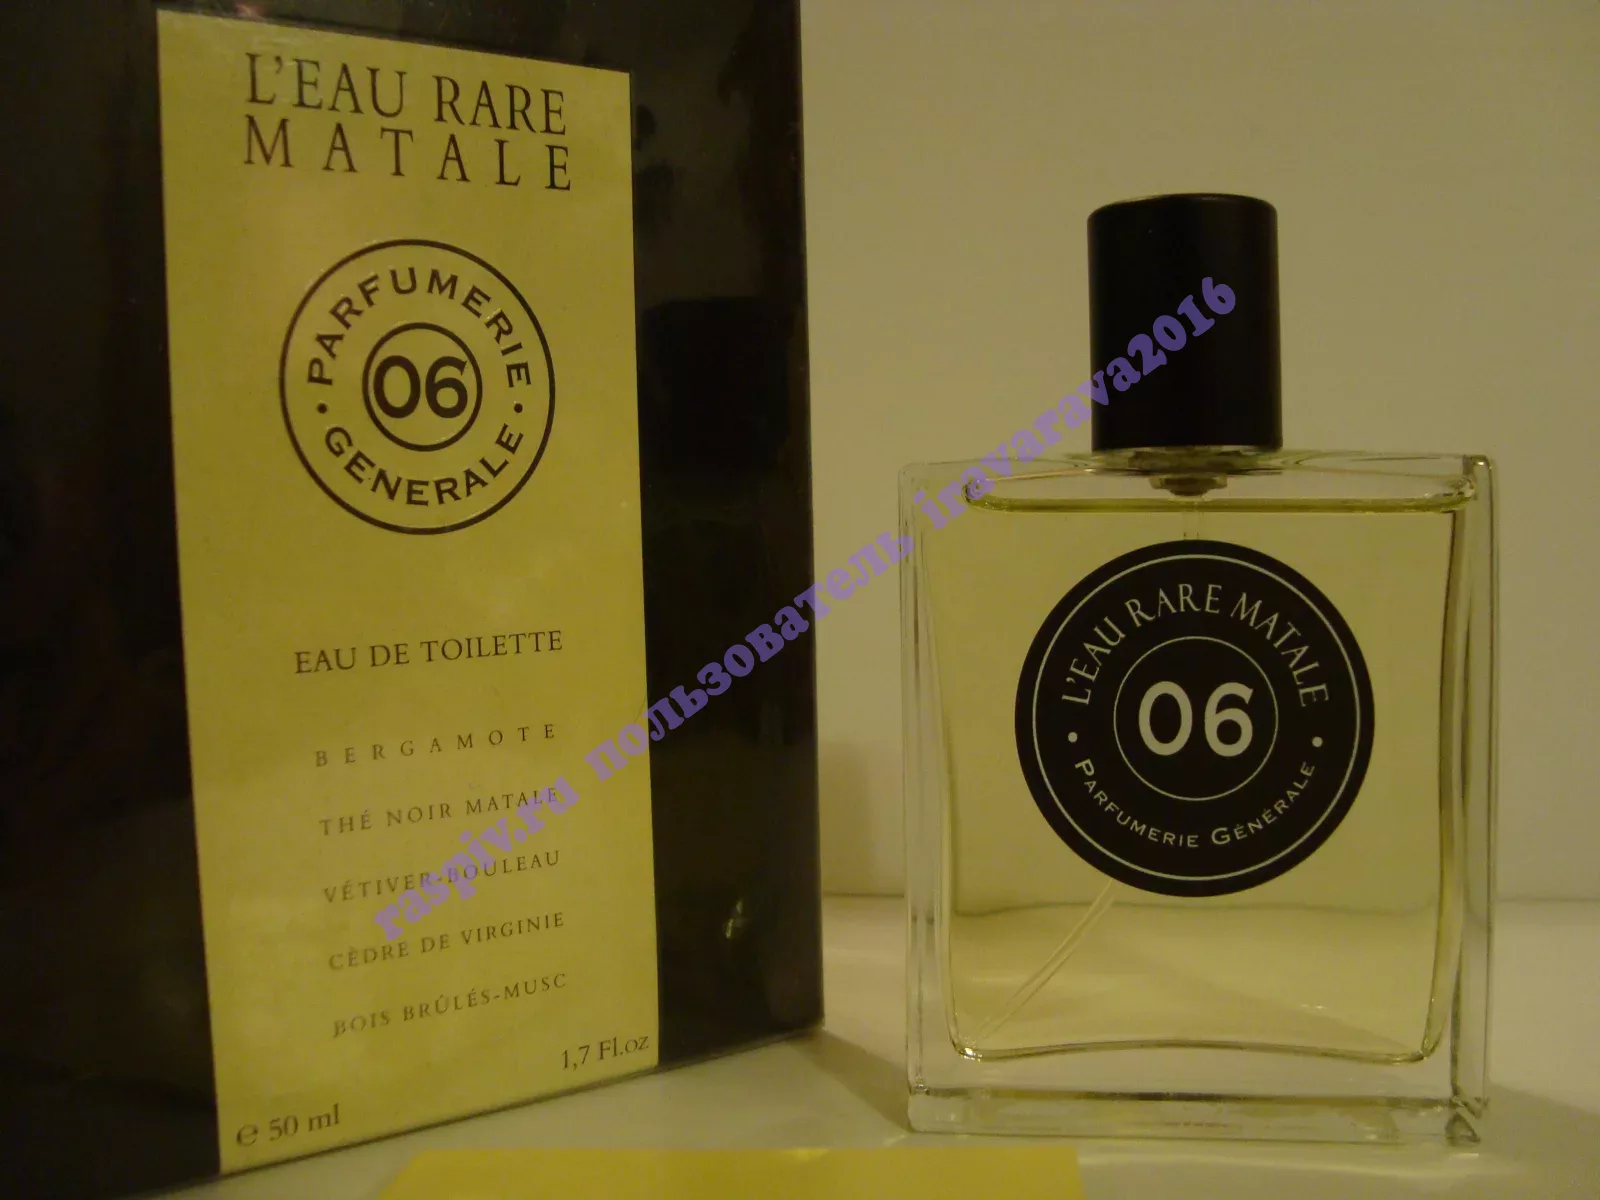 L'EAU RARE
MATALE
PARFUMERIE
06
GENERALE
EAU DE TOILETTE
BERGAMOTE
THÉ NOIR MATALE
VÉTIVER-BOULEAU
CÈDRE DE VIRGINIE
BOIS BRÛLÉS-MUSC
1,7 Fl.oz
e 50 ml
L'EAU RARE MATALE
06
PARFUMERIE GÉNÉRALE
raspiv.ru пользователь iravarava2016